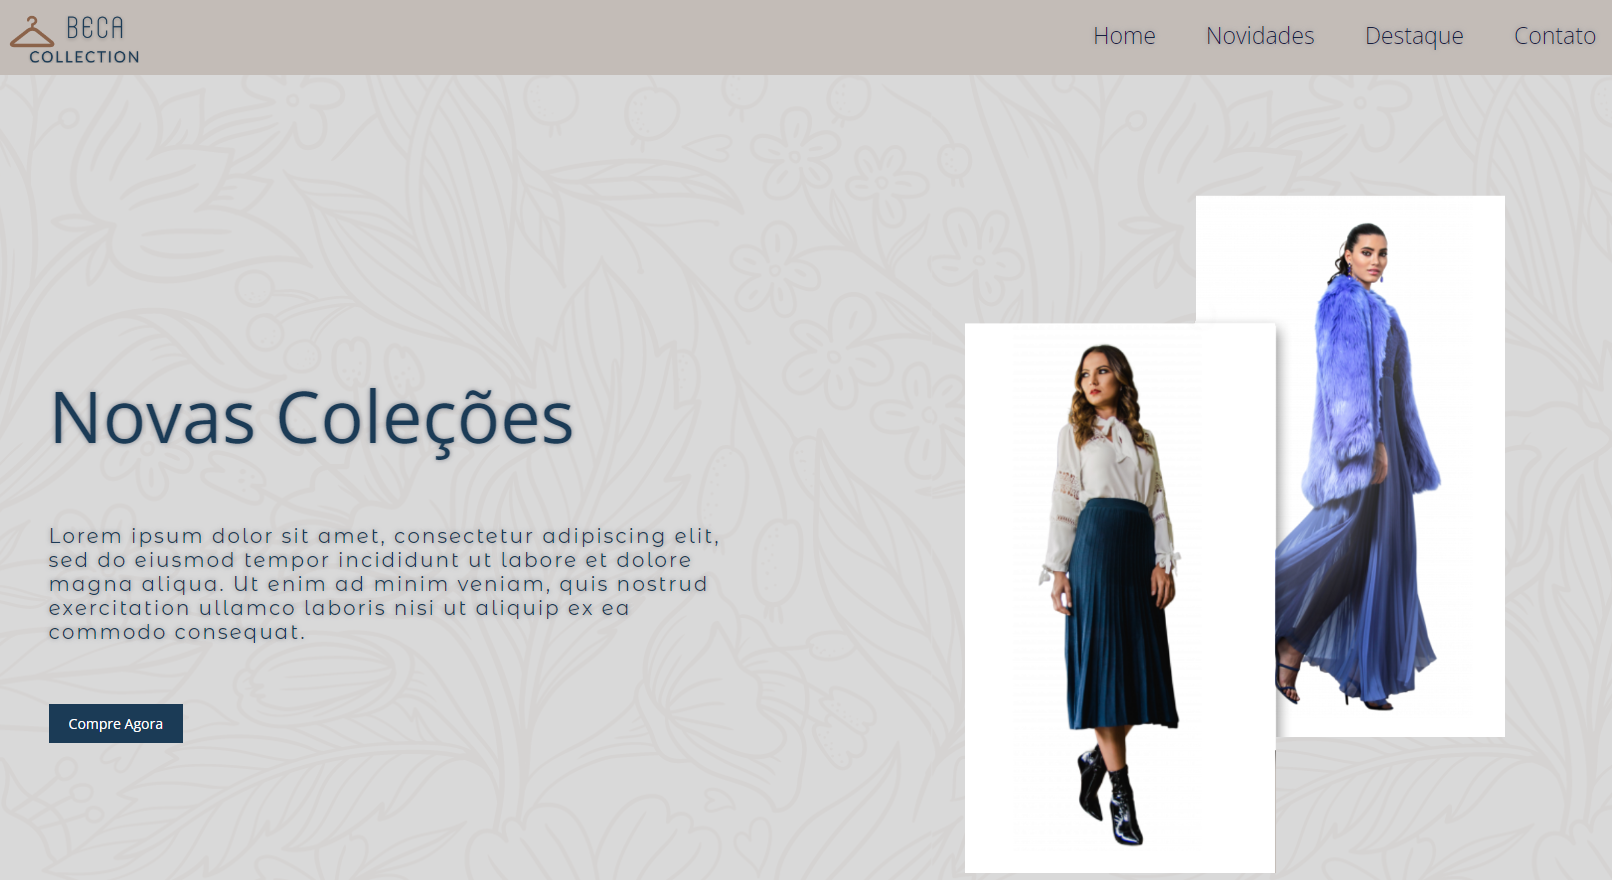 BECA
COLLECTION
Home Novidades Destaque Contato
Novas Coleções
Lorem ipsum dolor sit amet, consectetur adipiscing elit,
sed do eiusmod tempor incididunt ut labore et dolore
magna aliqua. Ut enim ad minim veniam, quis nostrud
exercitation ullamco laboris nisi ut aliquip ex ea
commodo consequat.
Compre Agora